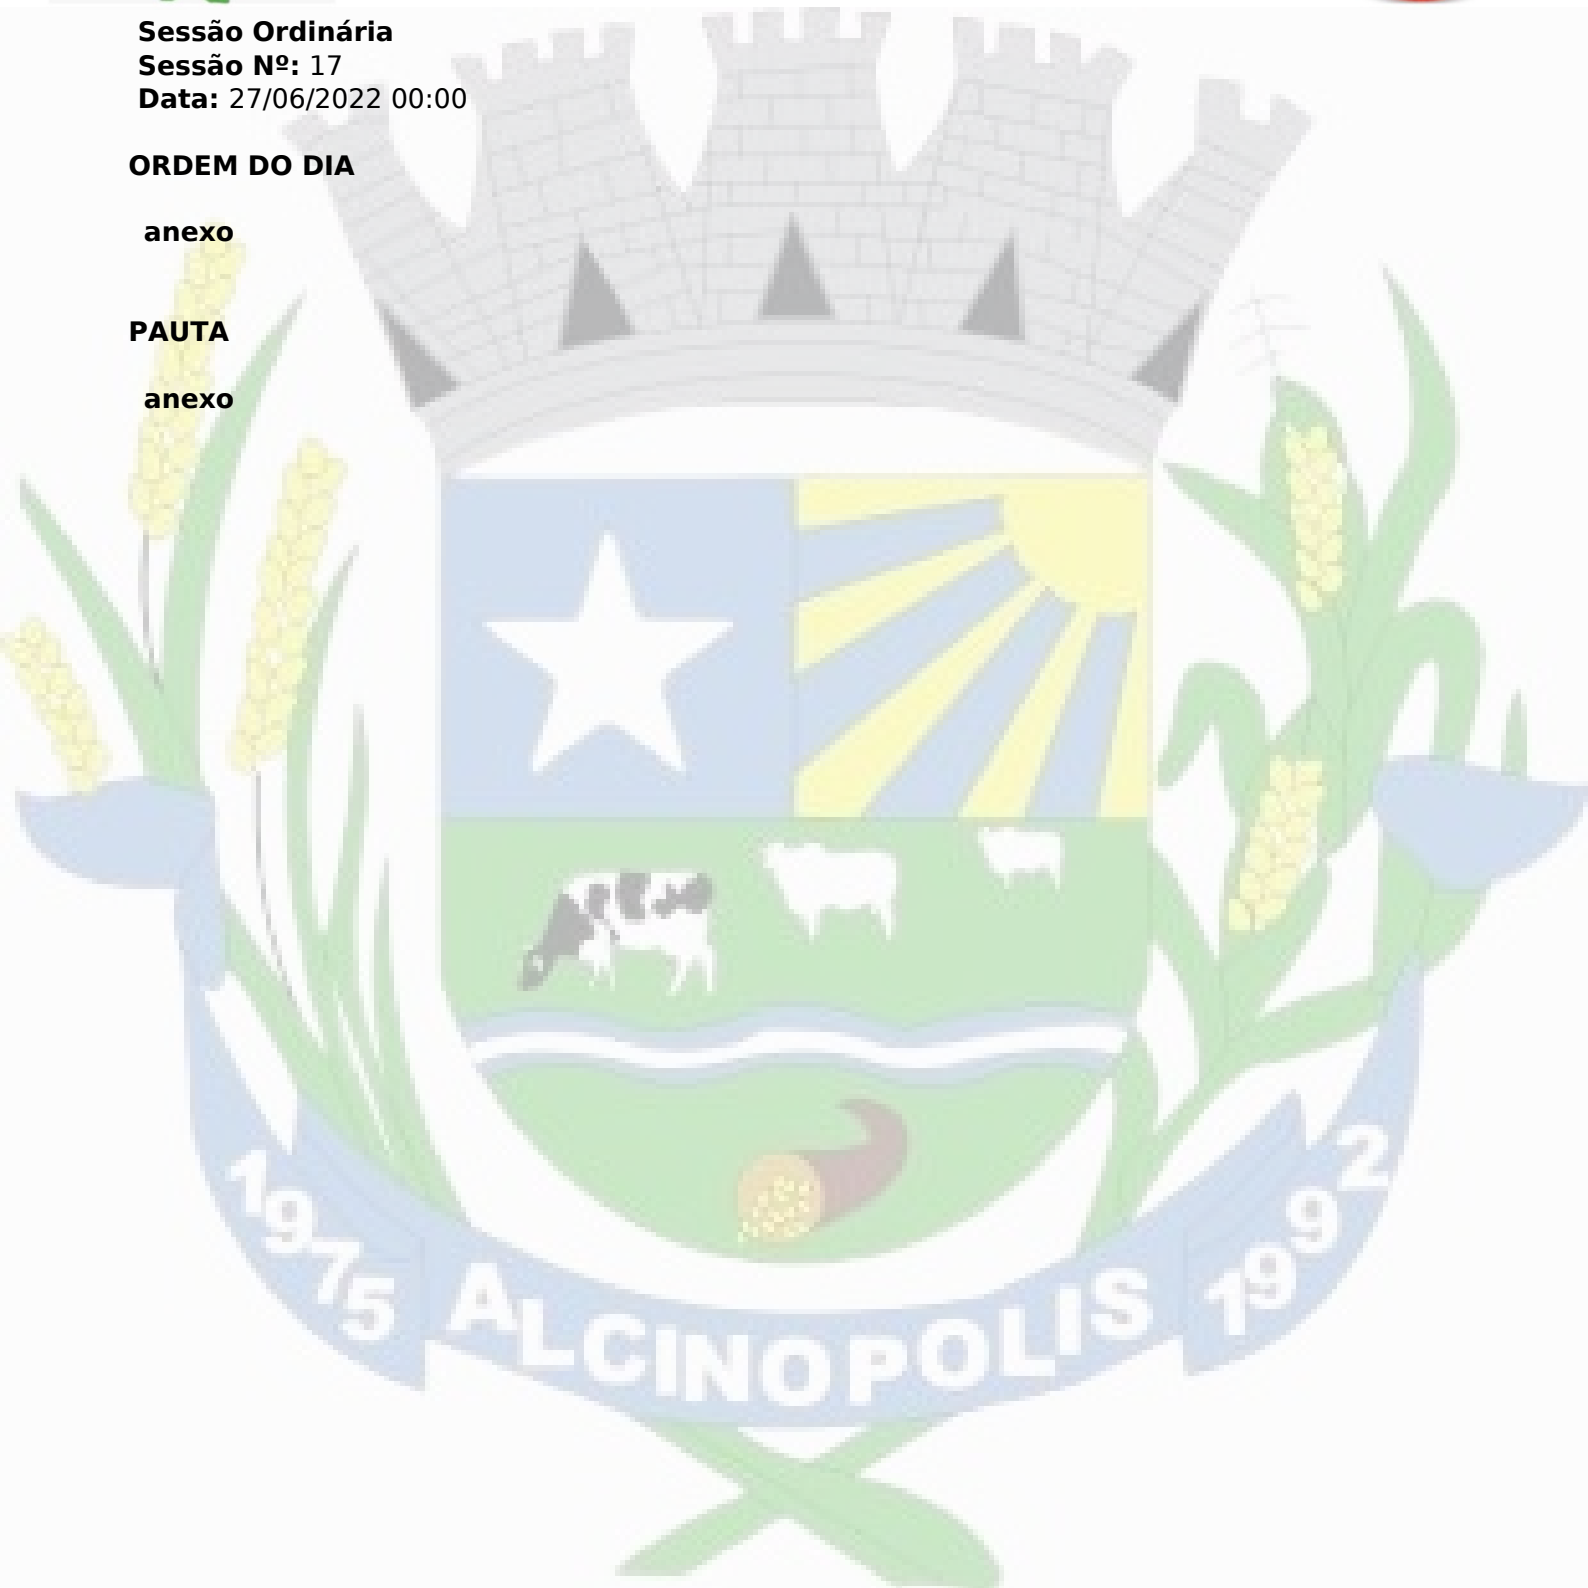 Sessão Ordinária
Sessão Nº: 17
Data: 27/06/2022 00:00
ORDEM DO DIA
anexo
PAUTA
anexo
1975 ALCINOPOLIS 1992